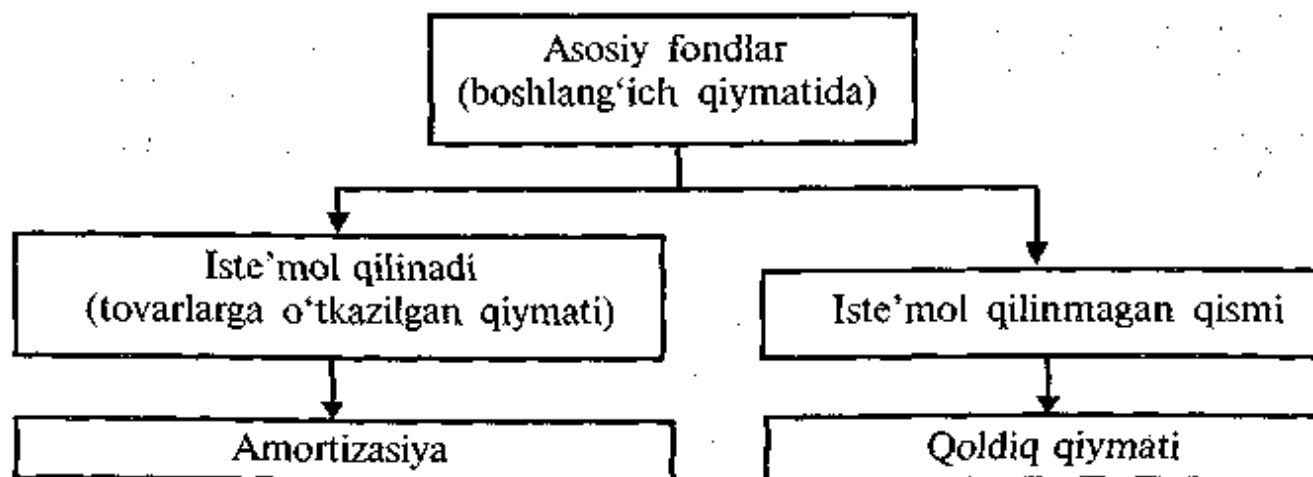 Asosiy fondlar
(boshlang‘ich qiymatida)
Iste’mol qilinadi
(tovarlarga o‘tkazilgan qiymati)
Iste’mol qilinmagan qismi
Amortizasiya
Qoldiq qiymati